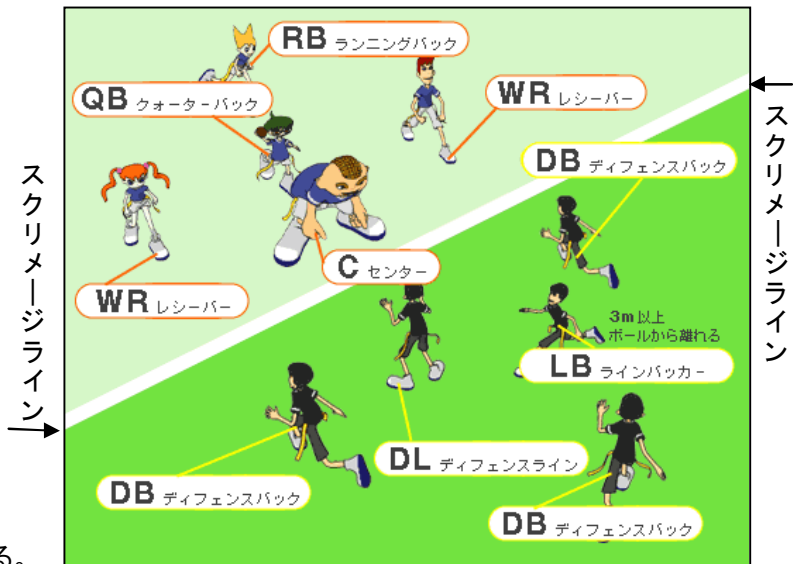 RB ランニングバック
QB クォーターバック
WR レシーバー
DB ディフェンスバック
C センター
WR レシーバー
3m以上
ボールから離れる
LB ラインバッカー
DL ディフェンスライン
DB ディフェンスバック
DB ディフェンスバック
スクリメージライン
スクリメージライン
る。